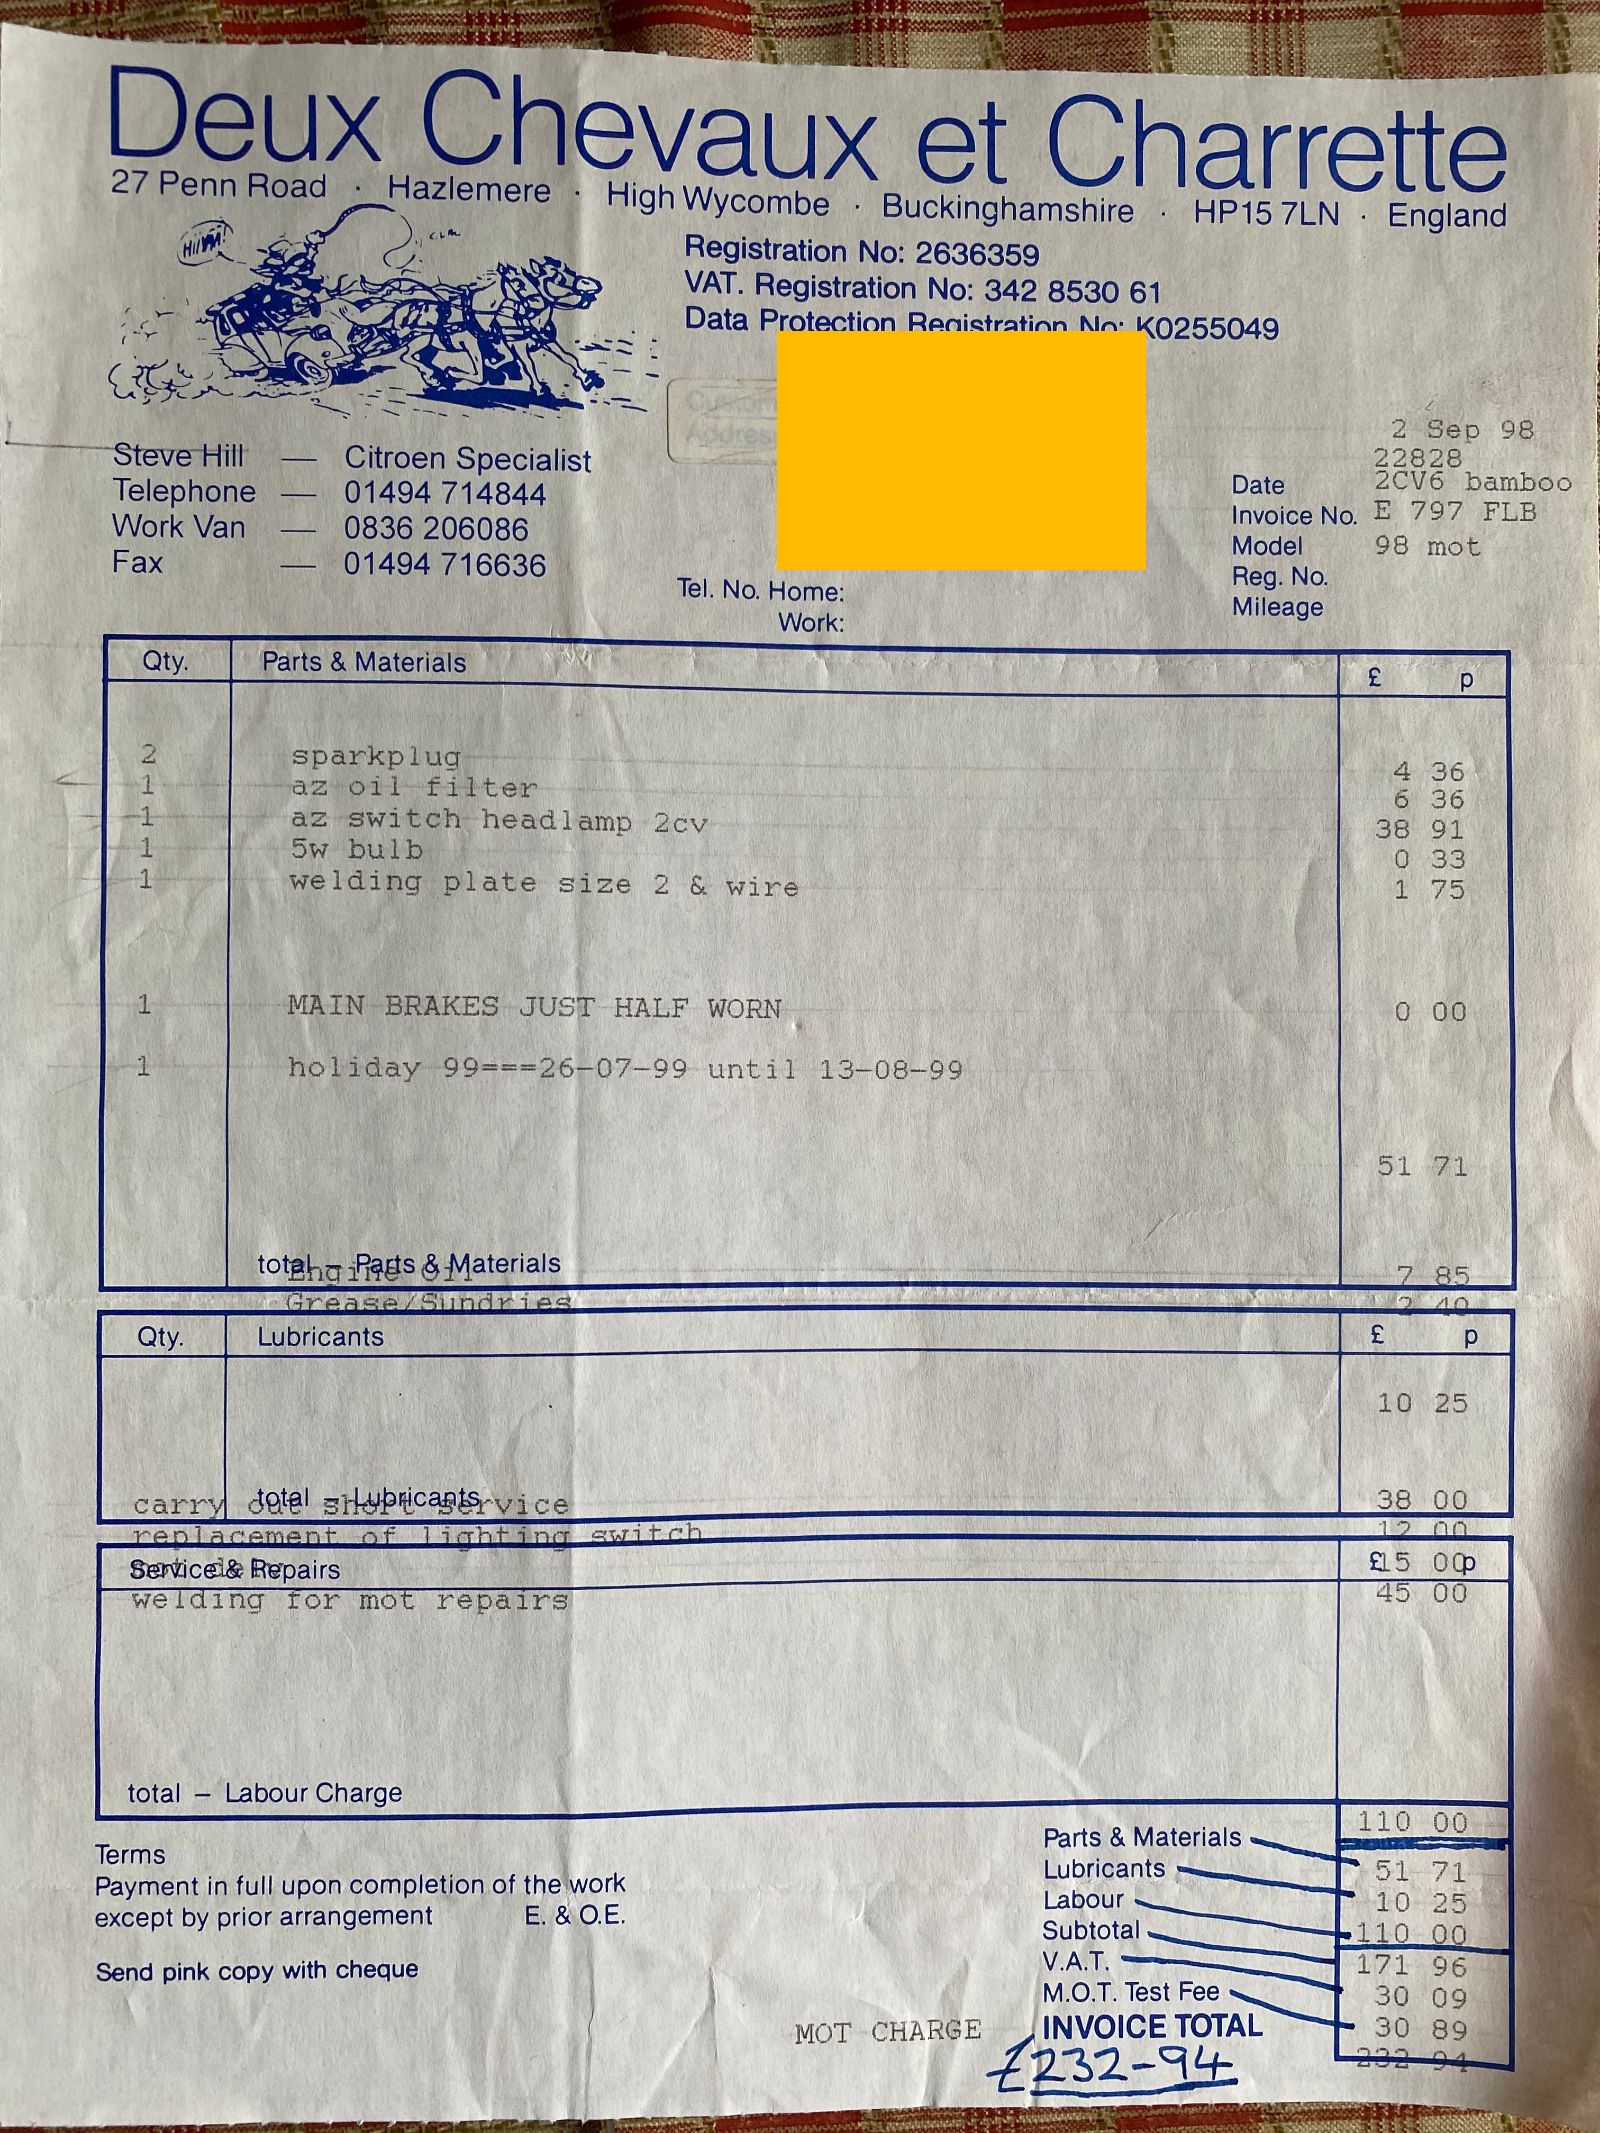 Deux Chevaux et Charrette
27 Penn Road · Hazlemere · High Wycombe · Buckinghamshire · HP15 7LN · England
Registration No: 2636359
VAT. Registration No: 342 8530 61
Data Protection Registration No: K0255049
Steve Hill — Citroen Specialist
Telephone — 01494 714844
Work Van — 0836 206086
Fax — 01494 716636
Tel. No. Home:
Work:
2 Sep 98
22828
Date 2CV6 bamboo
Invoice No. E 797 FLB
Model 98 mot
Reg. No.
Mileage
Qty. Parts & Materials £ p
2 sparkplug 4 36
1 az oil filter 6 36
1 az switch headlamp 2cv 38 91
1 5w bulb 0 33
1 welding plate size 2 & wire 1 75
1 MAIN BRAKES JUST HALF WORN 0 00
1 holiday 99===26-07-99 until 13-08-99
51 71
total – Parts & Materials
Engine Oil 7 85
Grease/Sundries 2 40
Qty. Lubricants £ p
10 25
total – Lubricants
carry out short service 38 00
replacement of lighting switch 12 00
Service & Repairs £ p
15 00
welding for mot repairs 45 00
total – Labour Charge
110 00
Terms
Payment in full upon completion of the work
except by prior arrangement E. & O.E.
Send pink copy with cheque
Parts & Materials 51 71
Lubricants 10 25
Labour 110 00
Subtotal 171 96
V.A.T. 30 09
M.O.T. Test Fee 30 89
MOT CHARGE INVOICE TOTAL
232 94
£232-94